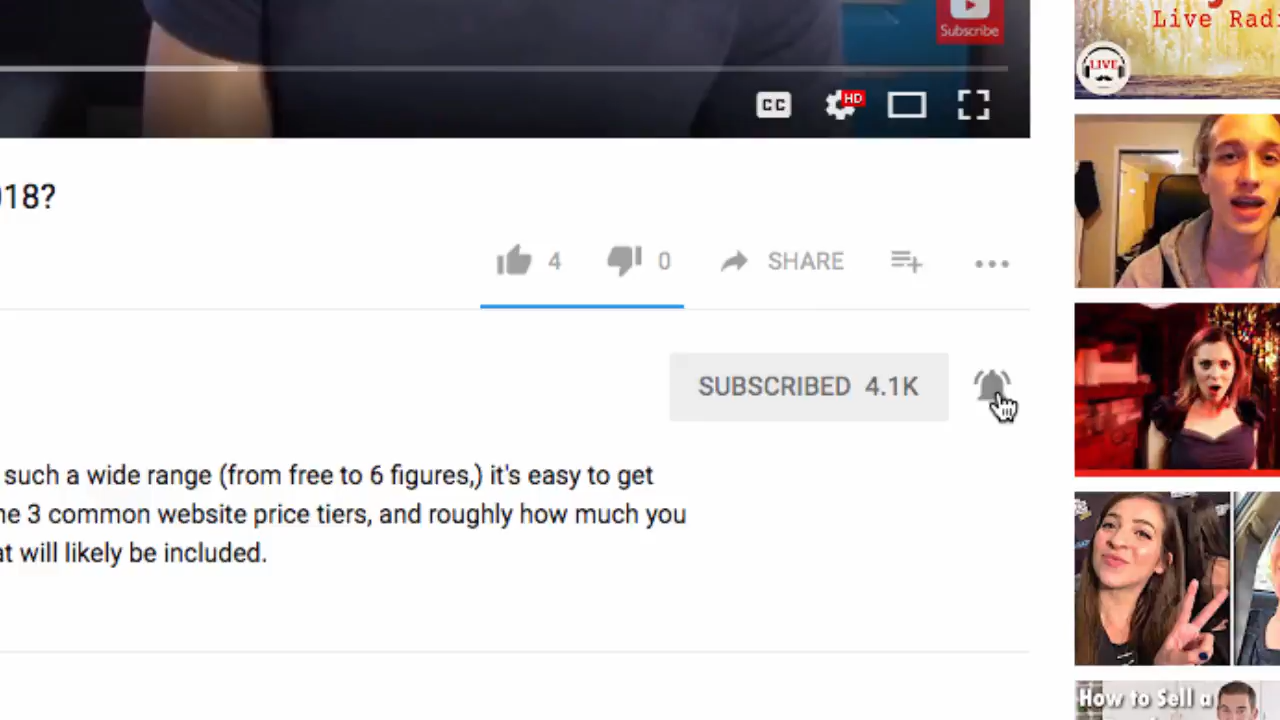 Subscribe
Live Radi
LIVE
CC
HD
018?
4
0
SHARE
SUBSCRIBED 4.1K
such a wide range (from free to 6 figures,) it's easy to get
he 3 common website price tiers, and roughly how much you
at will likely be included.
How to Sell a